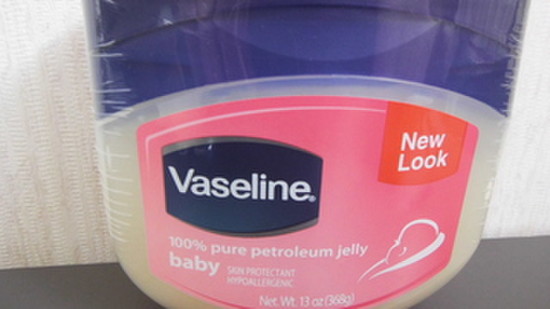 New
Look
Vaseline®
100% pure petroleum jelly
baby
SKIN PROTECTANT
HYPOALLERGENIC
Net. Wt. 13 oz (368g)